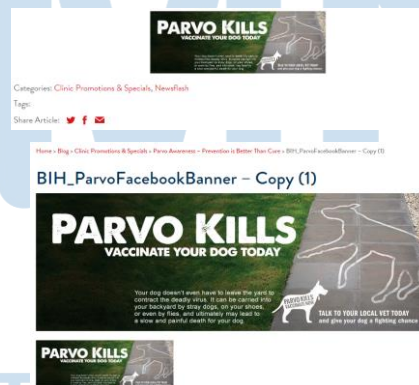 PARVO KILLS
VACCINATE YOUR DOG TODAY
Categories: Clinic Promotions & Specials, Newsflash
Tags:
Share Article:
Home » Blog » Clinic Promotions & Specials » Parvo Awareness – Prevention is Better Than Cure » BIH_ParvoFacebookBanner – Copy (1)
BIH_ParvoFacebookBanner – Copy (1)
PARVO KILLS
VACCINATE YOUR DOG TODAY
Your dog doesn't even have to leave the yard to
contract the deadly virus. It can be carried into
your backyard by stray dogs, on your shoes,
or even by flies, and ultimately may lead to
a slow and painful death for your dog.
PARVO KILLS
TALK TO YOUR LOCAL VET TODAY
and give your dog a fighting chance
PARVO KILLS
VACCINATE YOUR DOG TODAY